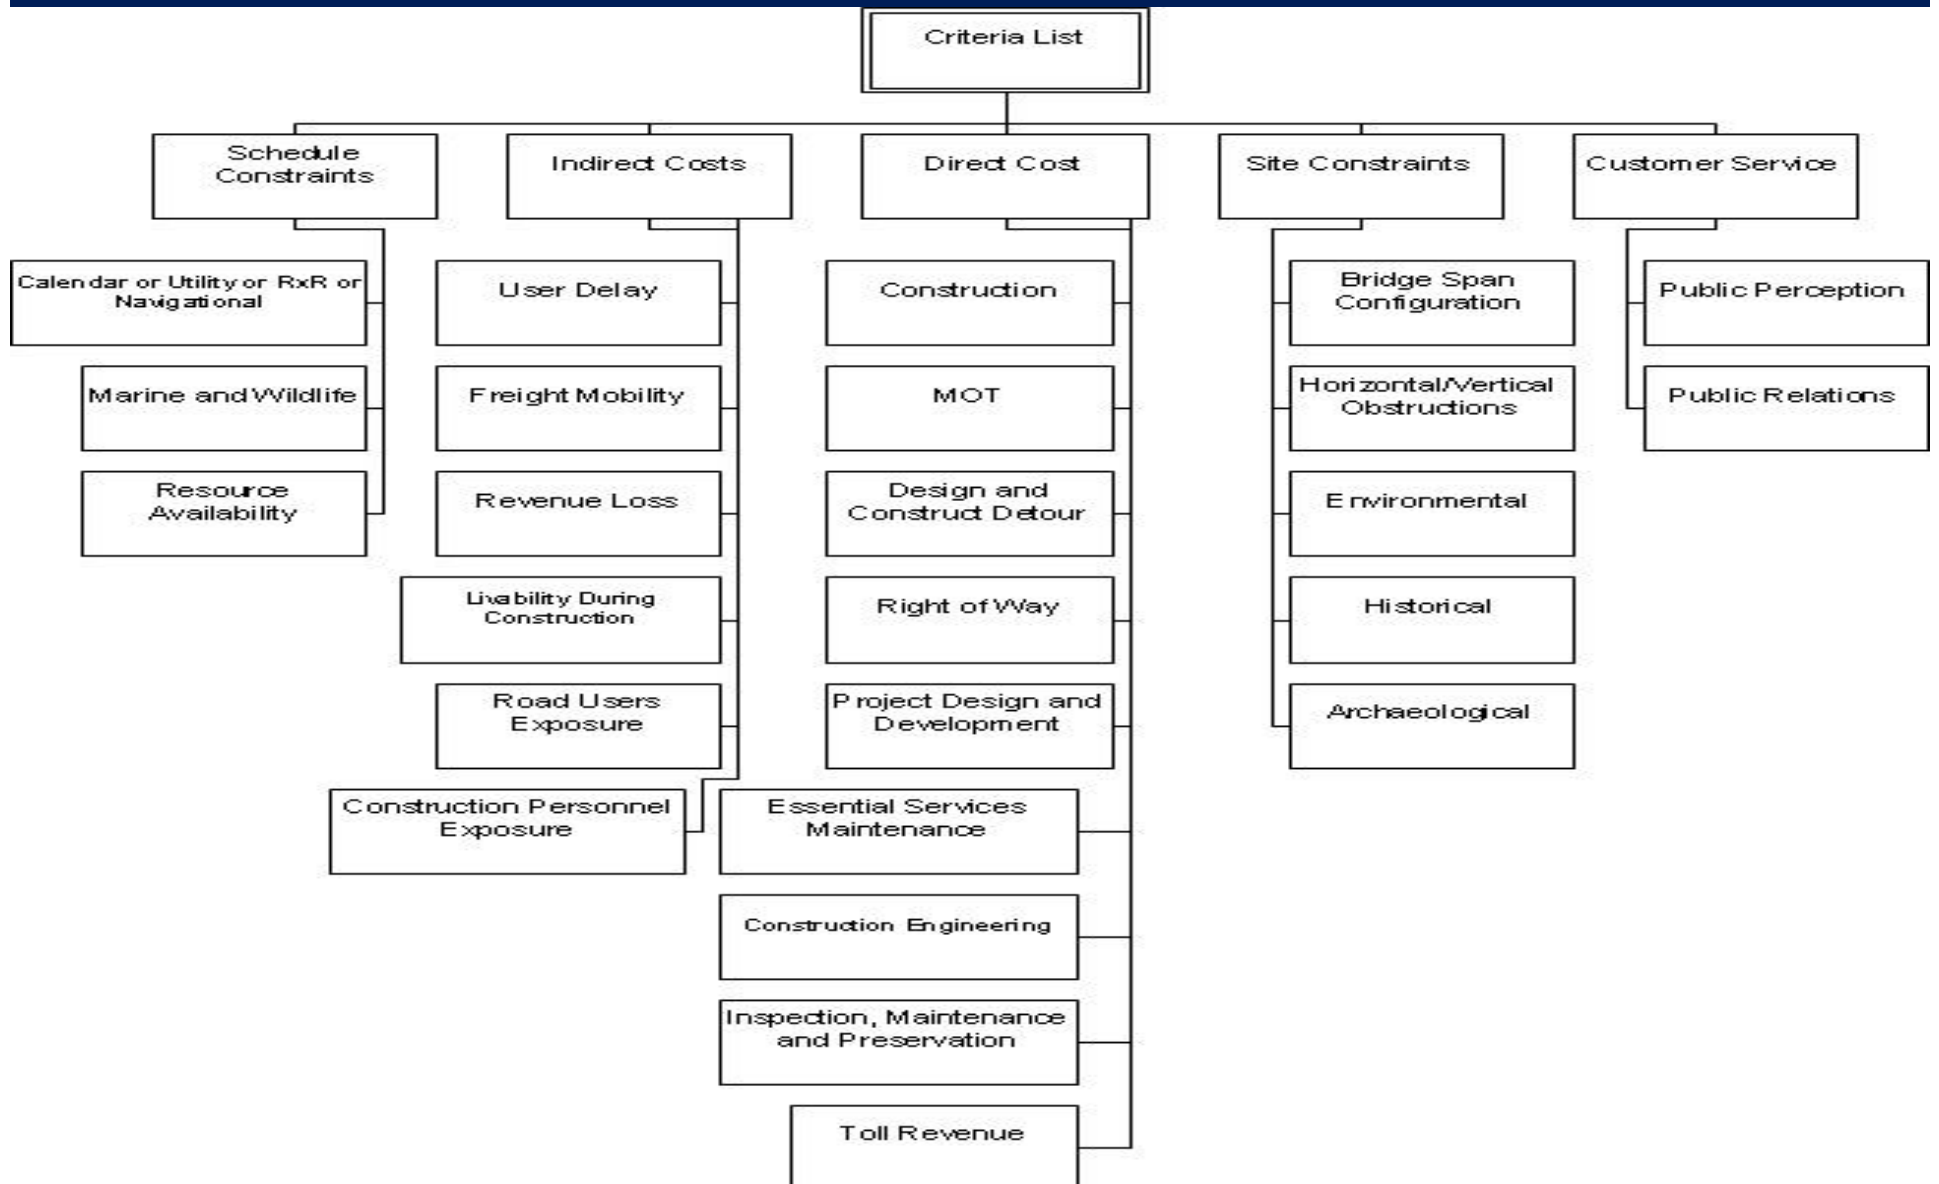 Criteria List
Schedule
Constraints
Indirect Costs
Direct Cost
Site Constraints
Customer Service
Calendar or Utility or RxR or
Navigational
Marine and Wildlife
Resource
Availability
User Delay
Freight Mobility
Revenue Loss
Livability During
Construction
Road Users
Exposure
Construction Personnel
Exposure
Construction
MOT
Design and
Construct Detour
Right of Way
Project Design and
Development
Essential Services
Maintenance
Construction Engineering
Inspection, Maintenance
and Preservation
Toll Revenue
Bridge Span
Configuration
Horizontal/Vertical
Obstructions
Environmental
Historical
Archaeological
Public Perception
Public Relations